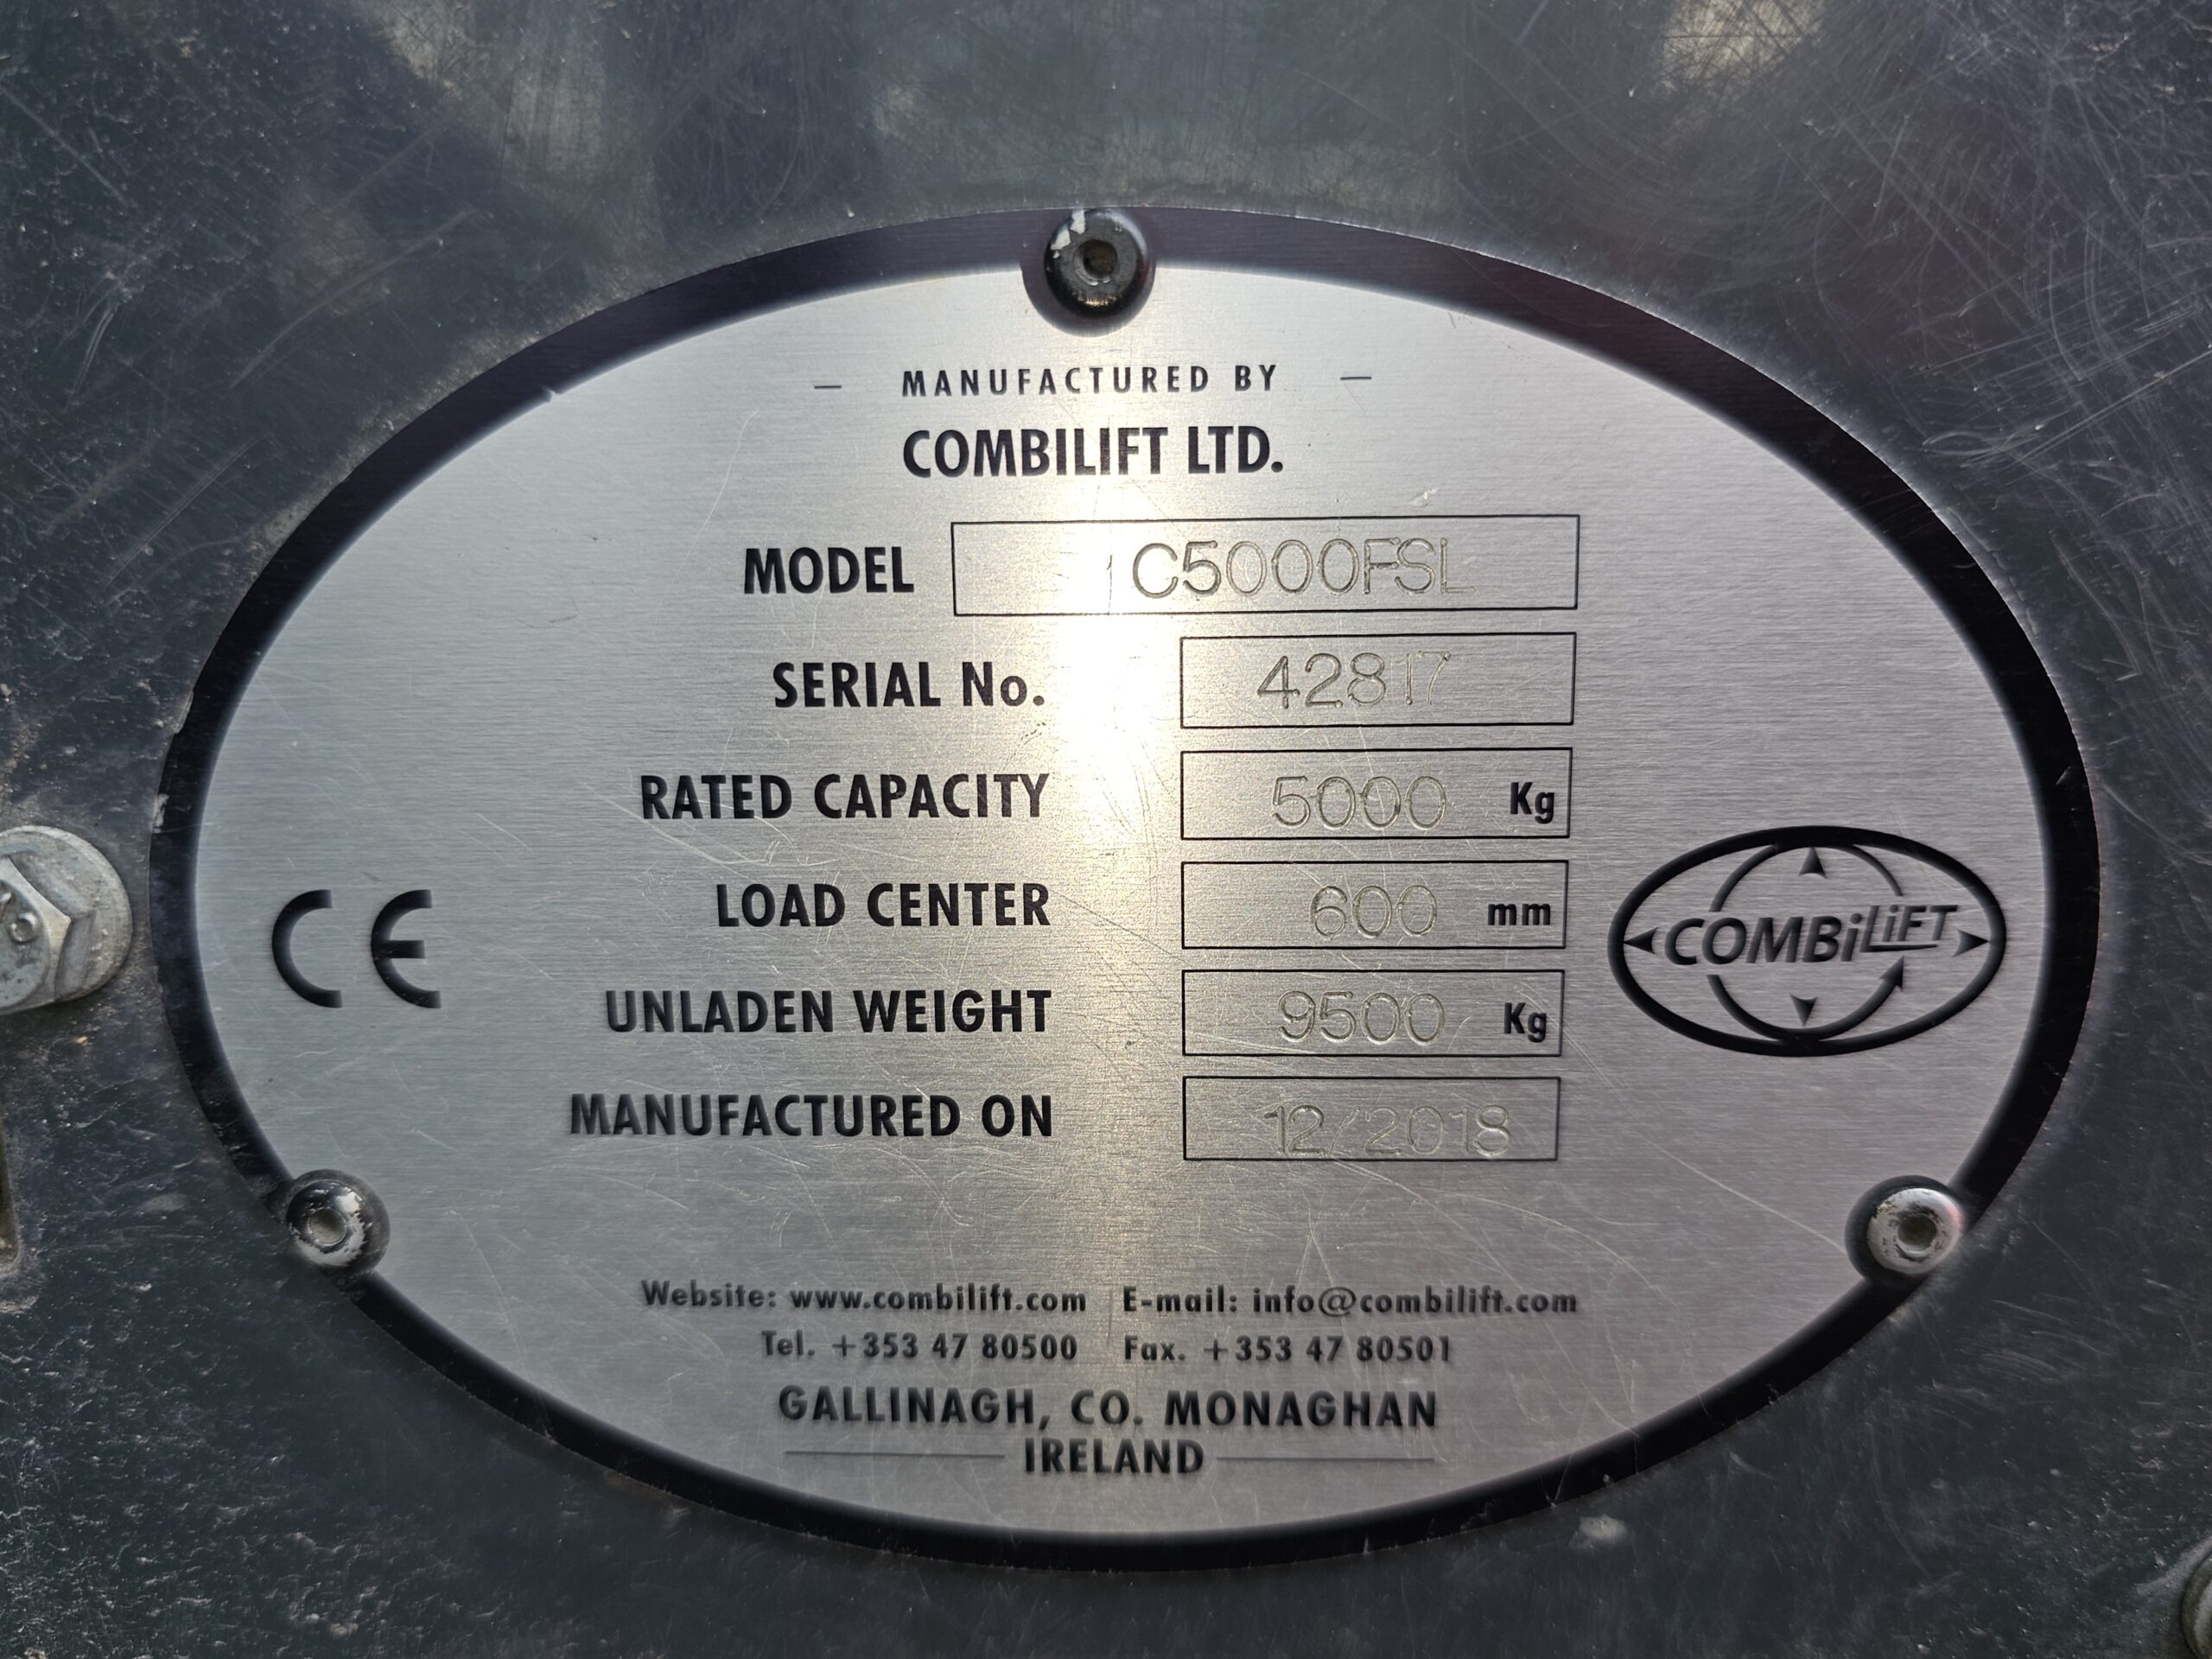 — MANUFACTURED BY —
COMBILIFT LTD.
MODEL C5000FSL
SERIAL No. 42817
RATED CAPACITY 5000 Kg
LOAD CENTER 600 mm
UNLADEN WEIGHT 9500 Kg
MANUFACTURED ON 12/2018
CE
COMBiLiFT
Website: www.combilift.com E-mail: info@combilift.com
Tel. +353 47 80500 Fax. +353 47 80501
GALLINAGH, CO. MONAGHAN
IRELAND